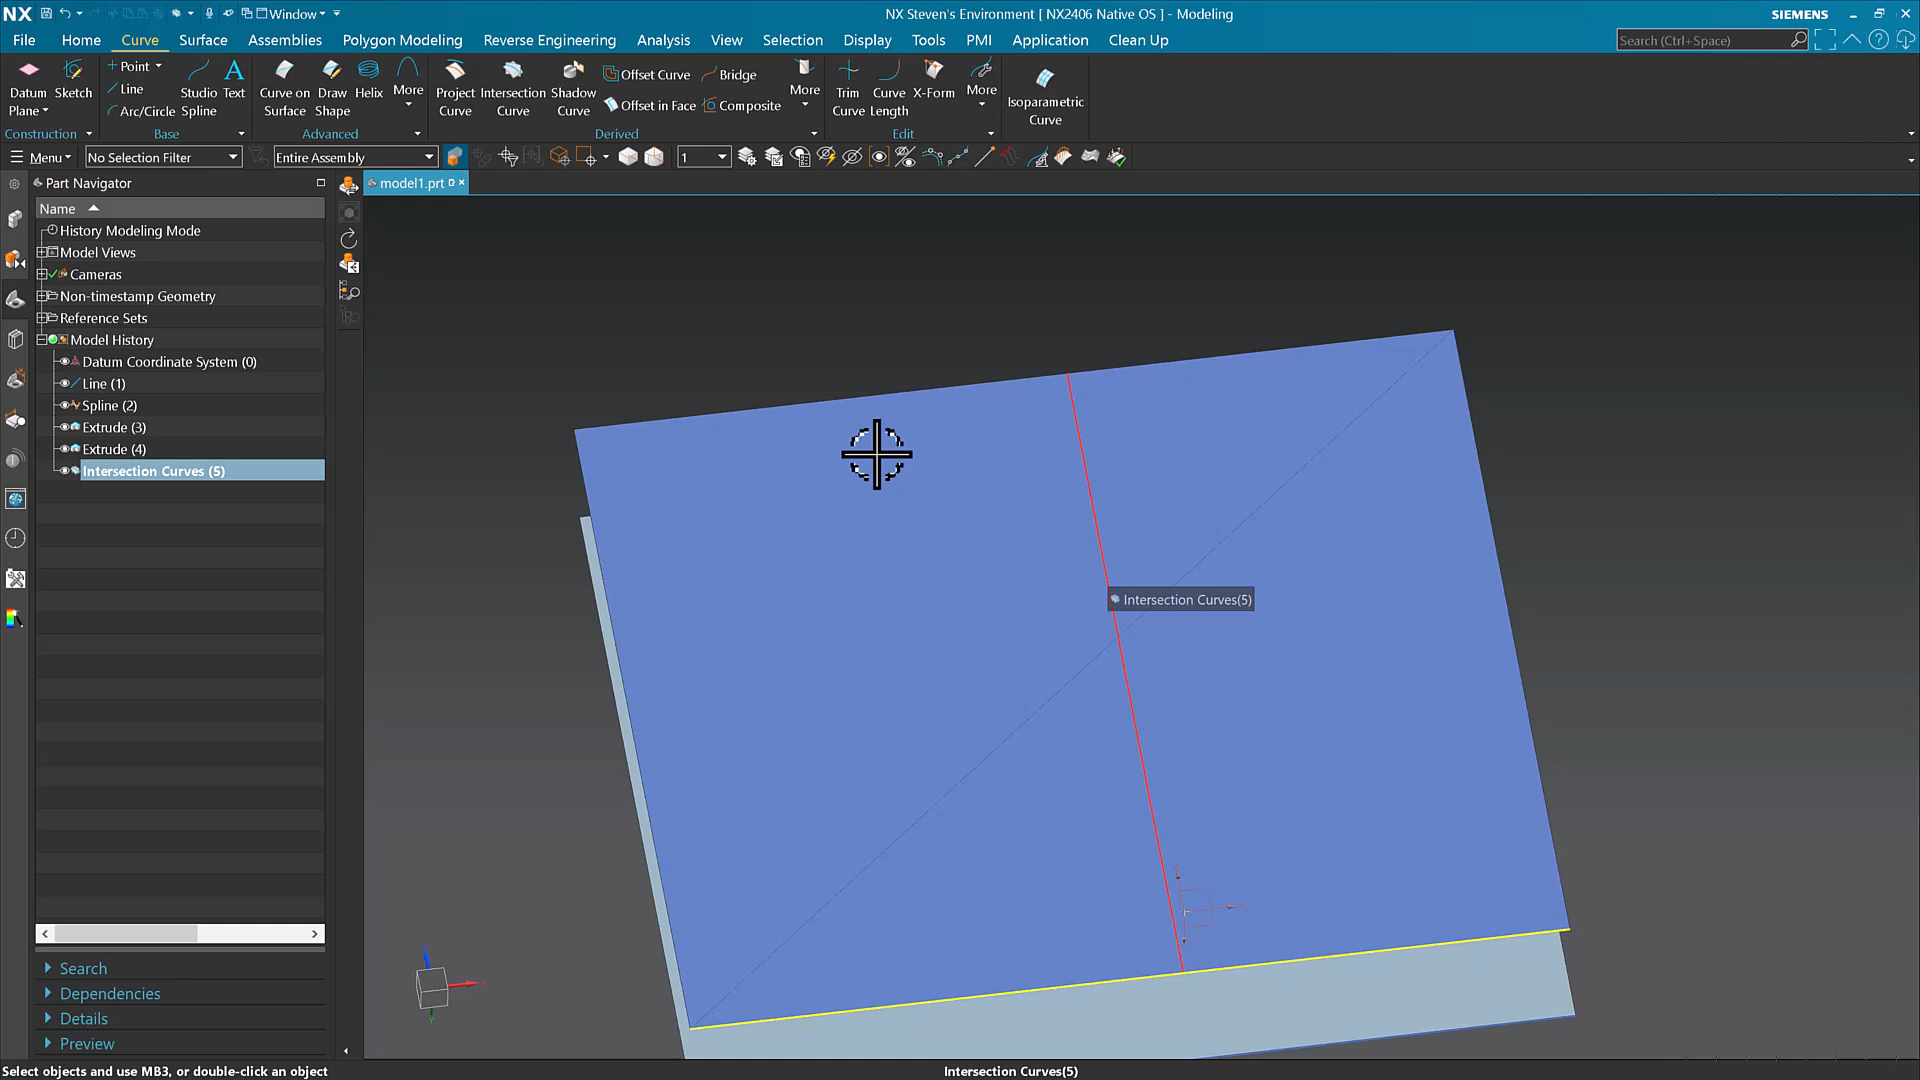 NX Window NX Steven's Environment [ NX2406 Native OS ] - Modeling SIEMENS
File Home Curve Surface Assemblies Polygon Modeling Reverse Engineering Analysis View Selection Display Tools PMI Application Clean Up Search (Ctrl+Space)
Datum Plane Sketch Point Line Arc/Circle Studio Spline Text Curve on Surface Draw Shape Helix More Project Curve Intersection Curve Shadow Curve Offset Curve Offset in Face Bridge Composite More Trim Curve Curve Length X-Form More Isoparametric Curve
Construction Base Advanced Derived Edit
Menu No Selection Filter Entire Assembly 1
Part Navigator model1.prt
Name
History Modeling Mode
Model Views
Cameras
Non-timestamp Geometry
Reference Sets
Model History
Datum Coordinate System (0)
Line (1)
Spline (2)
Extrude (3)
Extrude (4)
Intersection Curves (5)
Intersection Curves(5)
Search
Dependencies
Details
Preview
Select objects and use MB3, or double-click an object Intersection Curves(5)